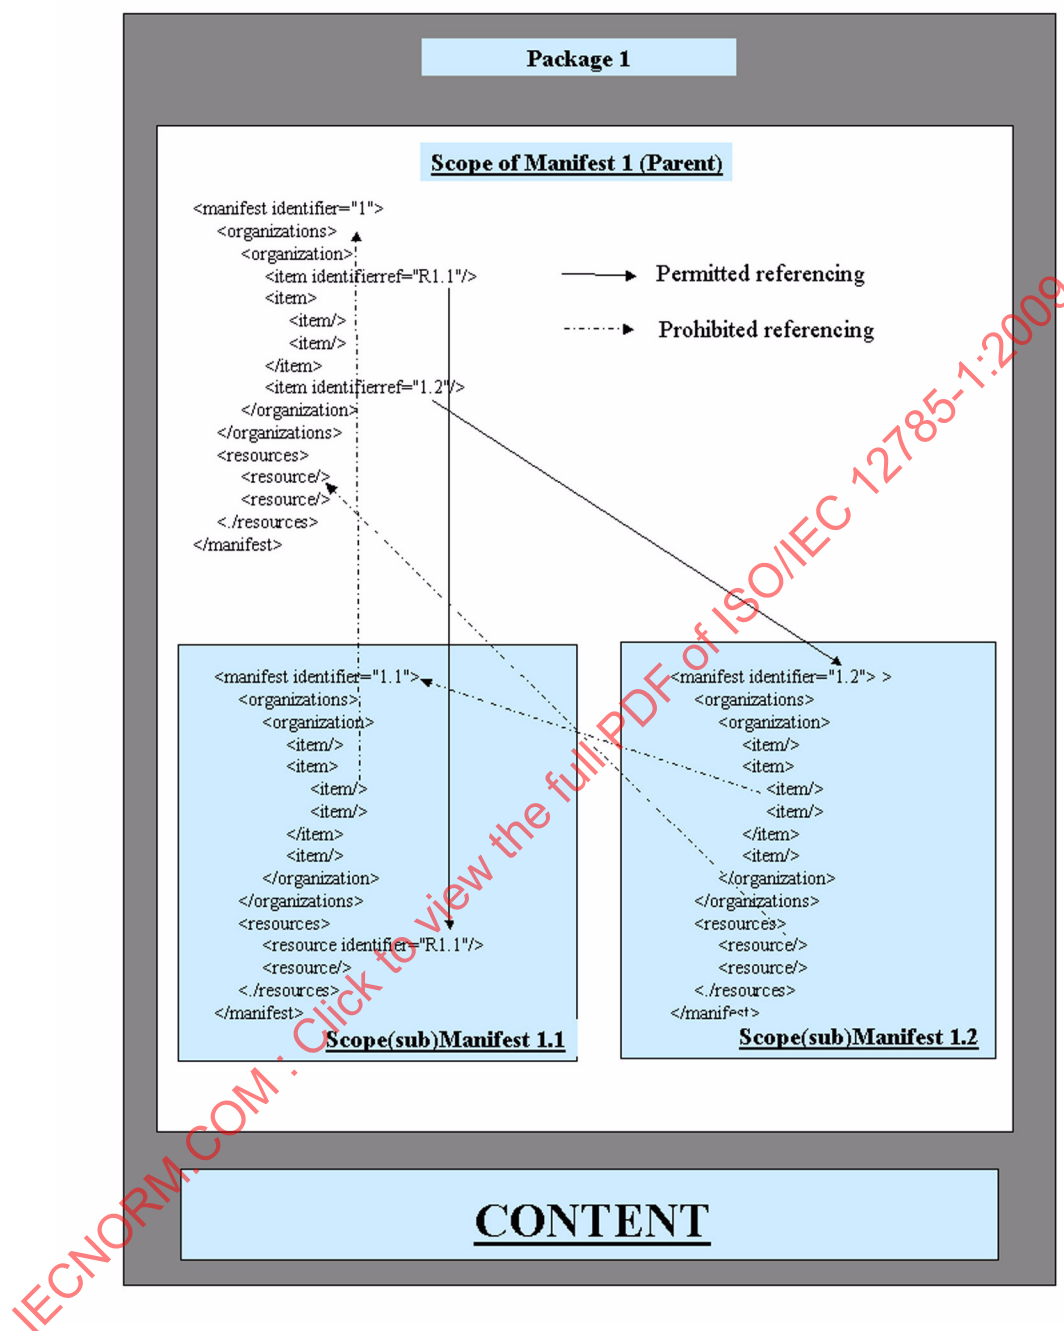 Package 1
Scope of Manifest 1 (Parent)
<manifest identifier="1">
<organizations>
<organization>
<item identifierref="R1.1"/>
<item>
<item/>
<item/>
</item>
<item identifierref="1.2"/>
</organization>
</organizations>
<resources>
<resource/>
<resource/>
<./resources>
</manifest>
Permitted referencing
Prohibited referencing
<manifest identifier="1.1">
<organizations>
<organization>
<item/>
<item>
<item/>
<item/>
</item>
<item/>
</organization>
</organizations>
<resources>
<resource identifier="R1.1"/>
<resource/>
<./resources>
</manifest>
Scope(sub)Manifest 1.1
<manifest identifier="1.2"> >
<organizations>
<organization>
<item/>
<item>
<item/>
<item/>
</item>
<item/>
</organization>
</organizations>
<resources>
<resource/>
<resource/>
<./resources>
</manifest>
Scope(sub)Manifest 1.2
CONTENT
IECNORM.COM : Click to view the full PDF of ISO/IEC 12785-1:2009